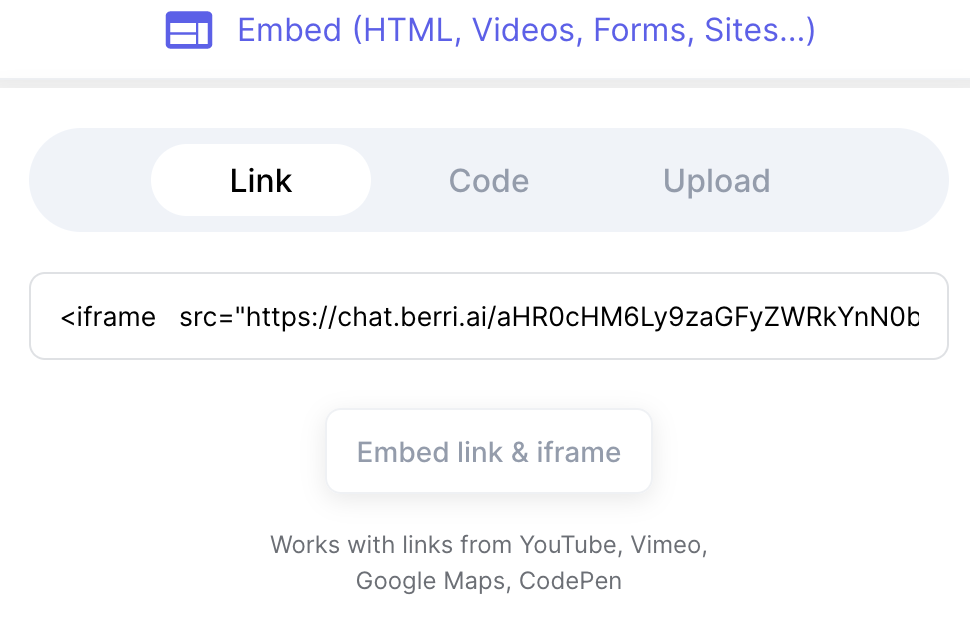 Embed (HTML, Videos, Forms, Sites...)
Link Code Upload
<iframe src="https://chat.berri.ai/aHR0cHM6Ly9zaGFyZWRkYnN0b
Embed link & iframe
Works with links from YouTube, Vimeo,
Google Maps, CodePen